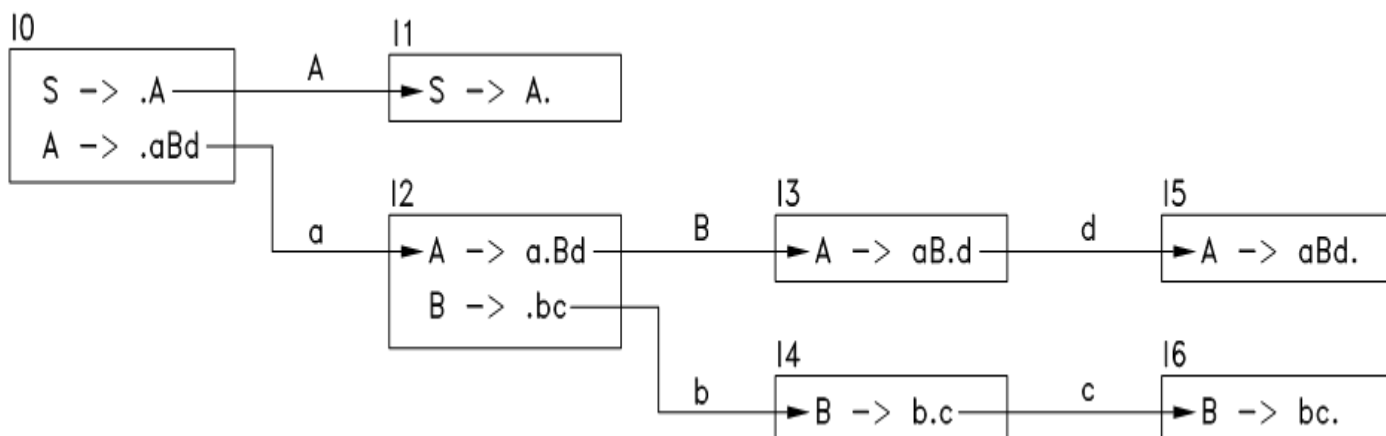 I0
S -> .A
A -> .aBd
A
I1
S -> A.
a
I2
A -> a.Bd
B -> .bc
B
I3
A -> aB.d
d
I5
A -> aBd.
b
I4
B -> b.c
c
I6
B -> bc.